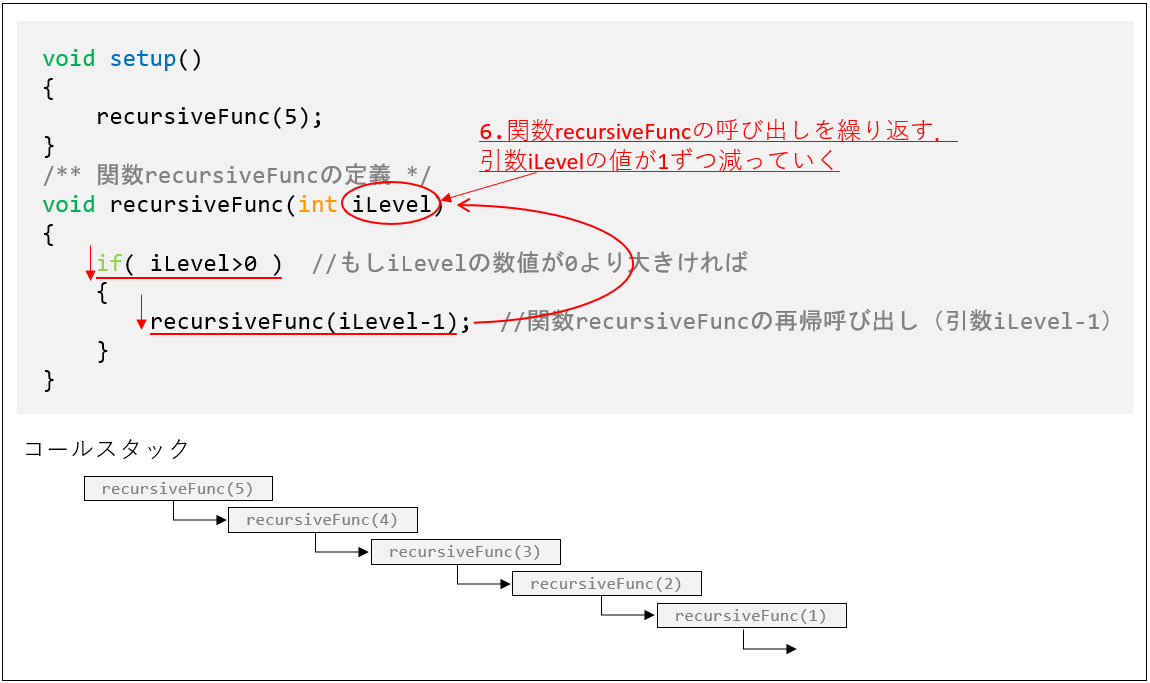 void setup()
{
    recursiveFunc(5);
}
6.関数recursiveFuncの呼び出しを繰り返す.
引数iLevelの値が1ずつ減っていく
/** 関数recursiveFuncの定義 */
void recursiveFunc(int iLevel)
{
    if( iLevel>0 )  //もしiLevelの数値が0より大きければ
    {
        recursiveFunc(iLevel-1);  //関数recursiveFuncの再帰呼び出し（引数iLevel-1）
    }
}
コールスタック
recursiveFunc(5)
recursiveFunc(4)
recursiveFunc(3)
recursiveFunc(2)
recursiveFunc(1)